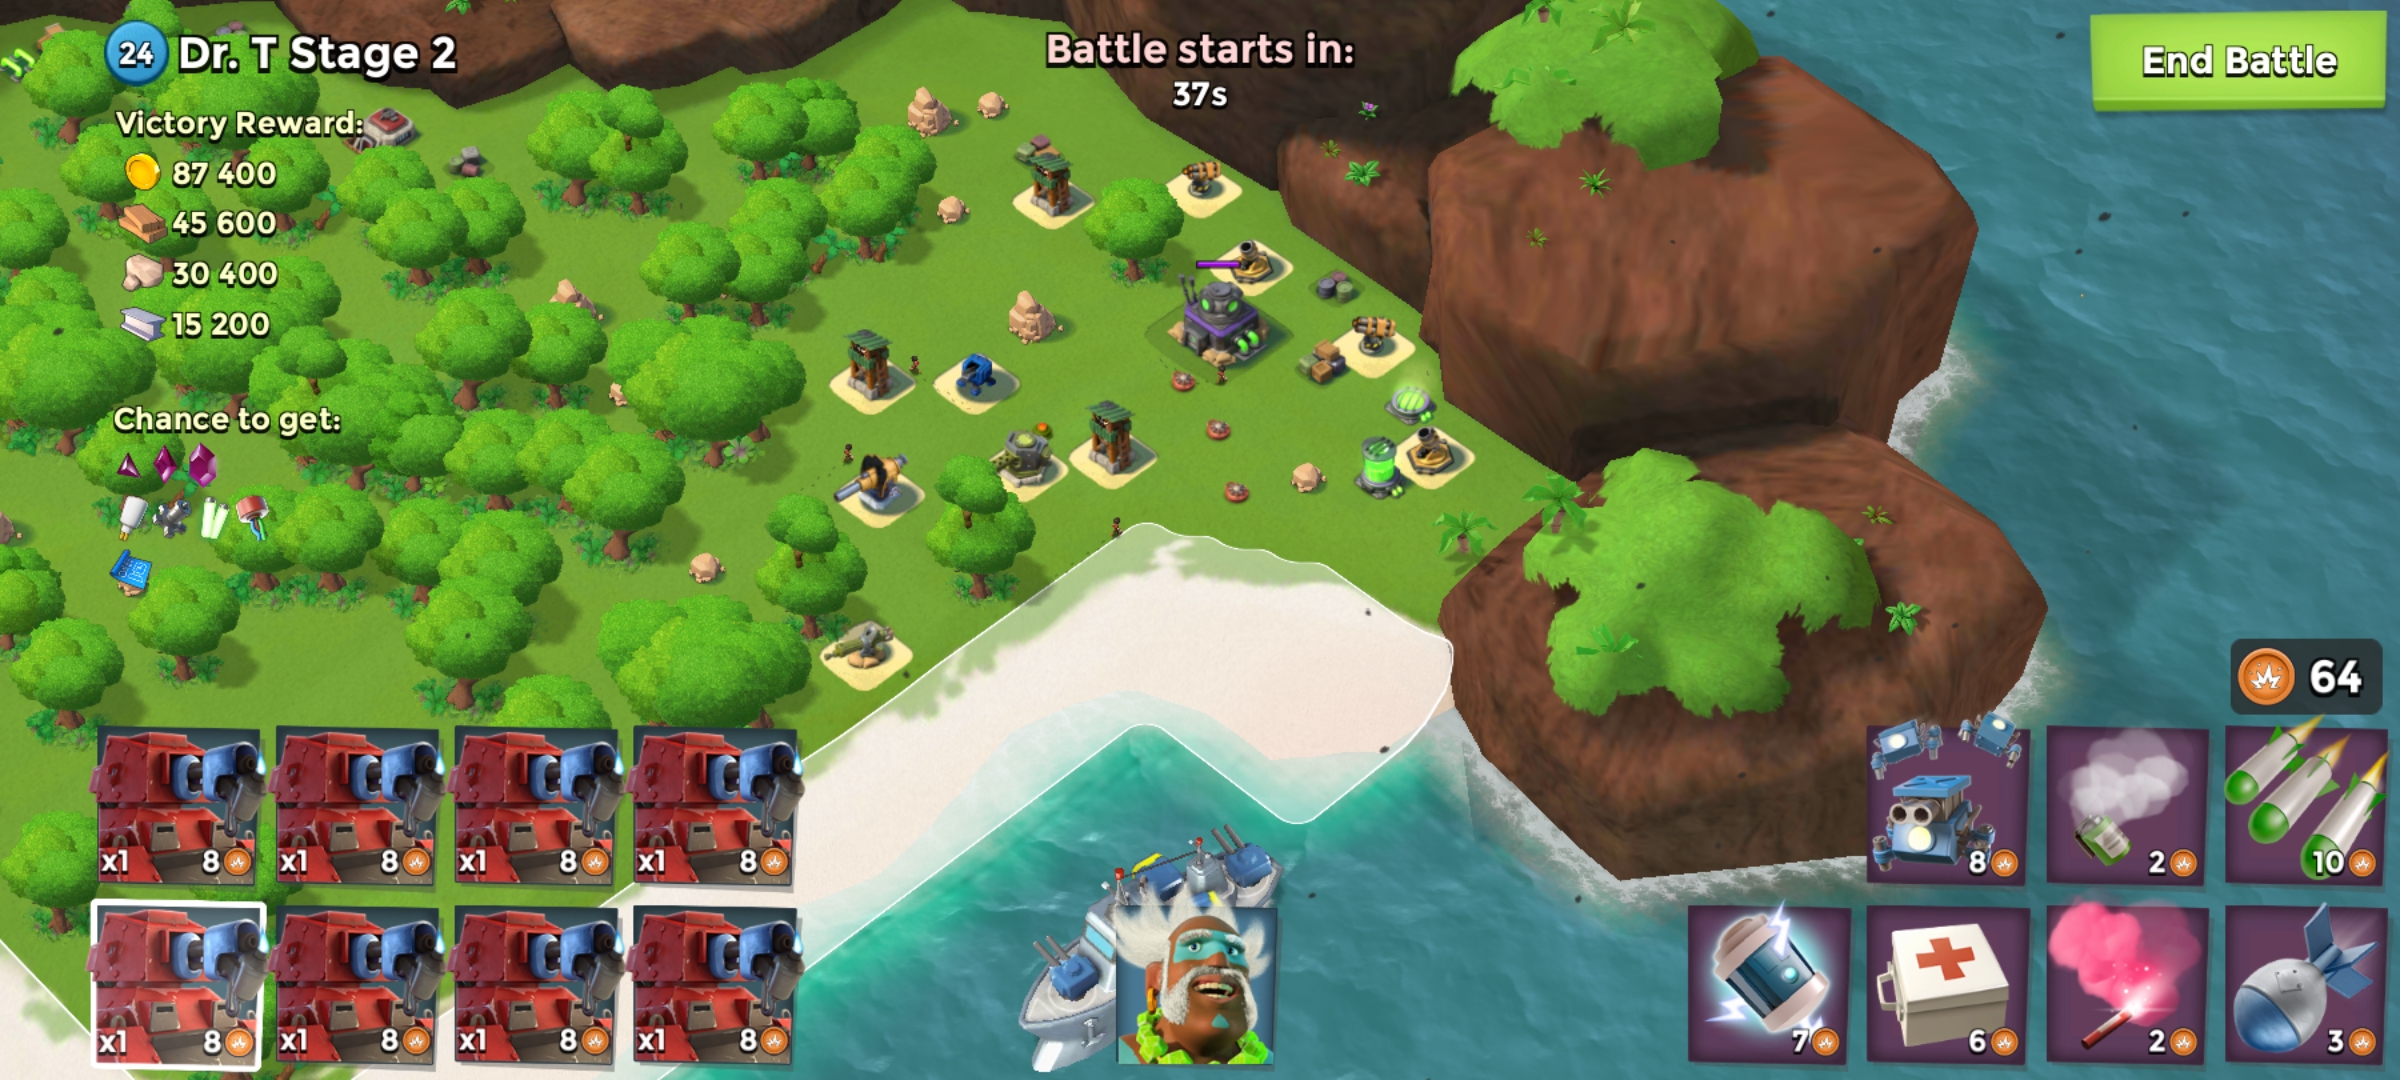 24 Dr. T Stage 2
Battle starts in:
37s
End Battle
Victory Reward:
87 400
45 600
30 400
15 200
Chance to get:
64
x1 8
x1 8
x1 8
x1 8
8
2
10
x1 8
x1 8
x1 8
x1 8
7
6
2
3